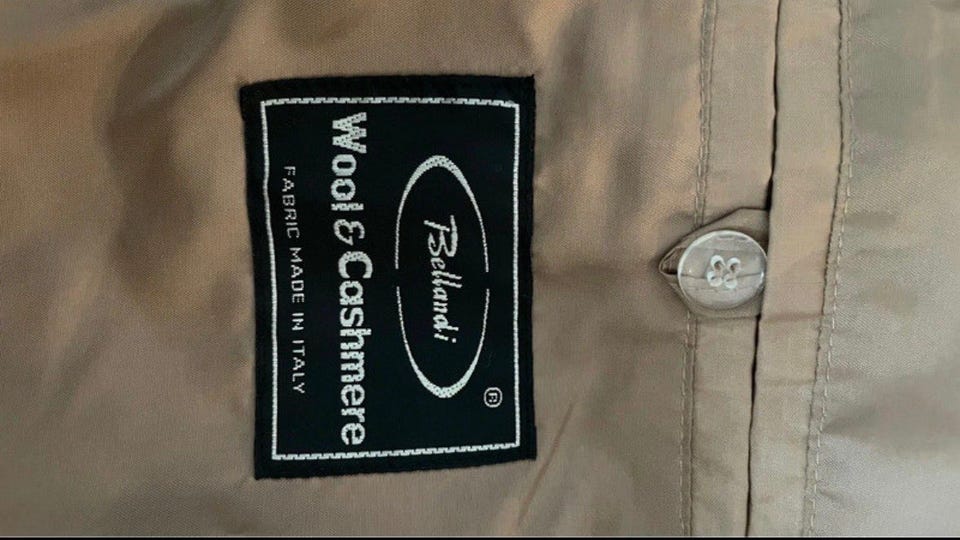 Bellandi
®
Wool & Cashmere
FABRIC MADE IN ITALY